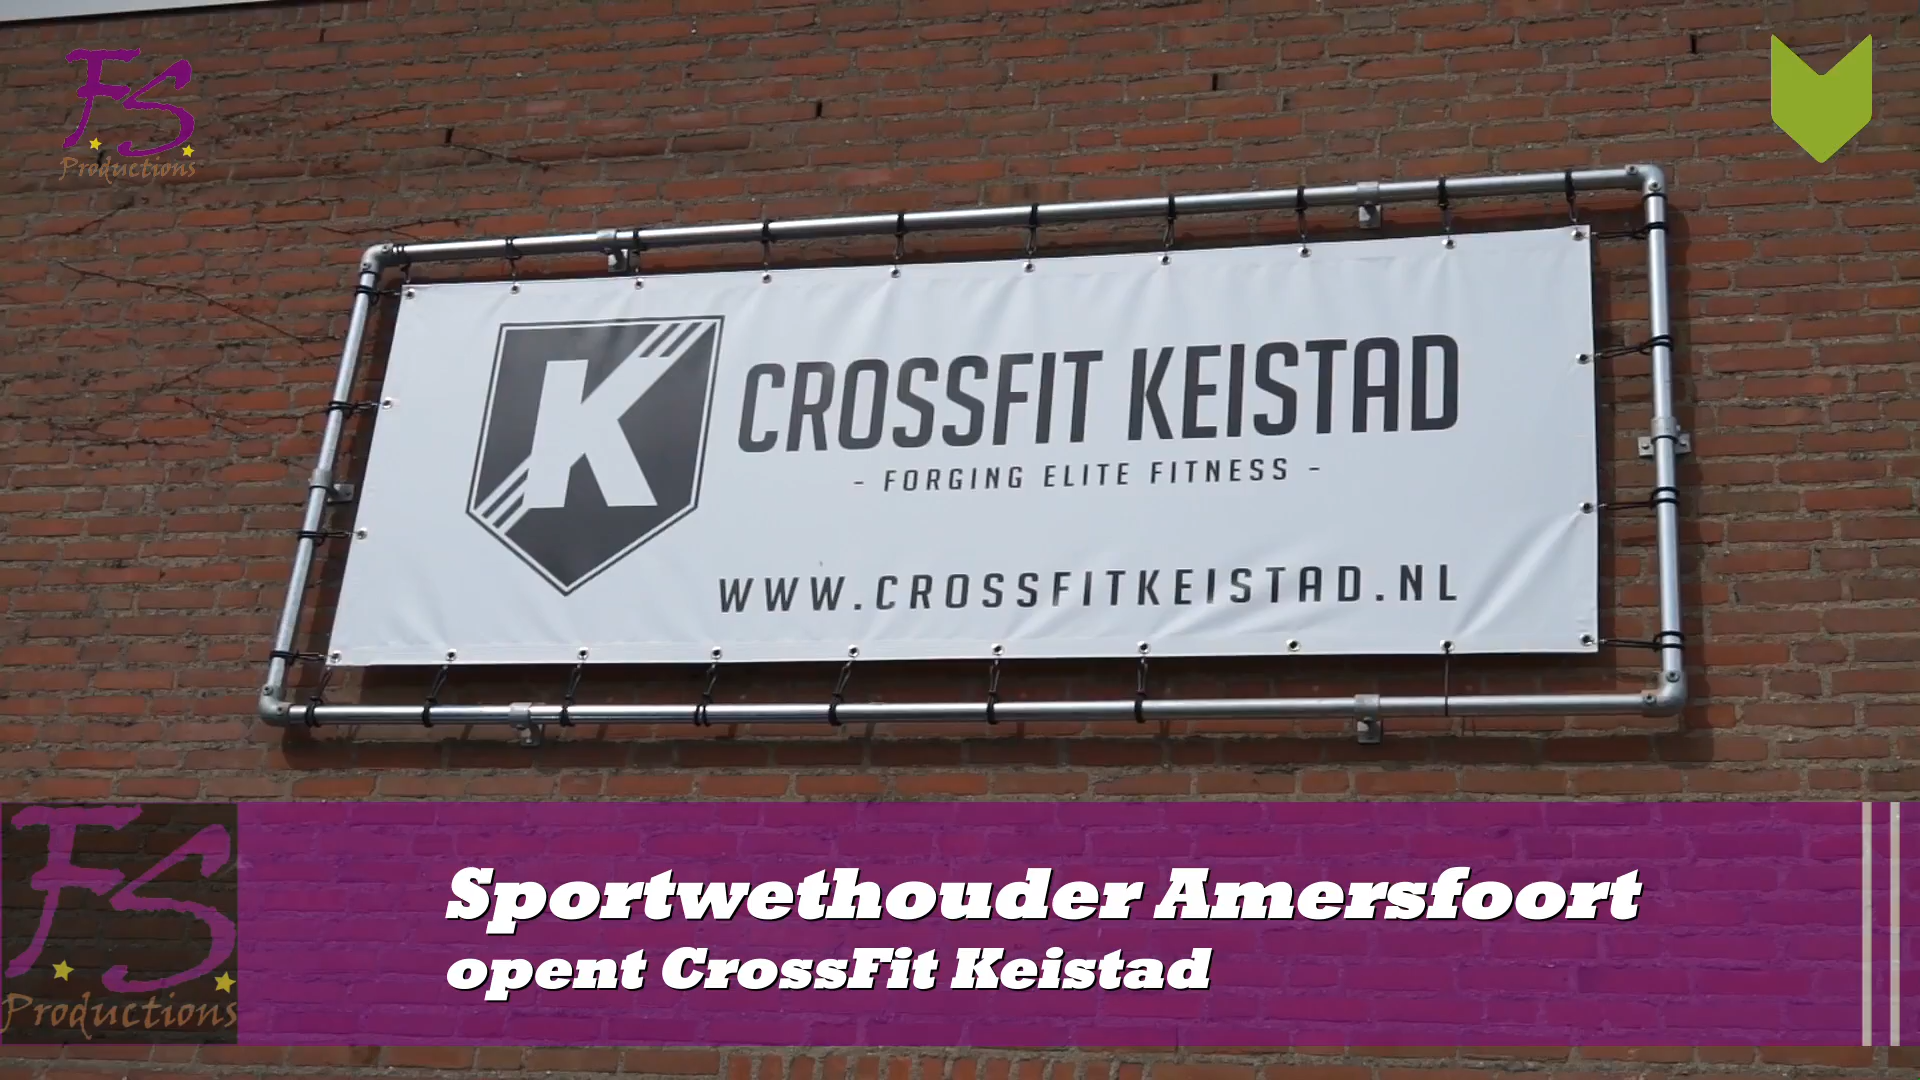 FS
Productions
K
CROSSFIT KEISTAD
- FORGING ELITE FITNESS -
WWW.CROSSFITKEISTAD.NL
FS
Productions
Sportwethouder Amersfoort
opent CrossFit Keistad